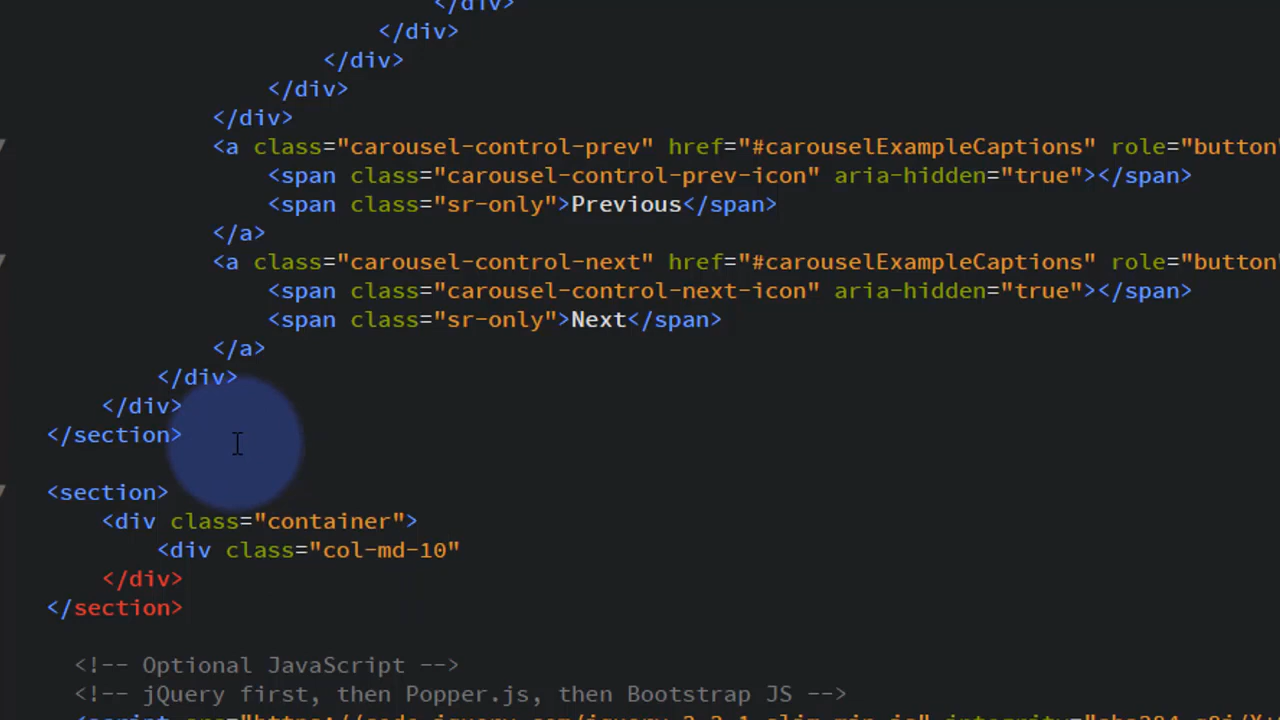 </div>
</div>
</div>
</div>
</div>
<a class="carousel-control-prev" href="#carouselExampleCaptions" role="button
<span class="carousel-control-prev-icon" aria-hidden="true"></span>
<span class="sr-only">Previous</span>
</a>
<a class="carousel-control-next" href="#carouselExampleCaptions" role="button
<span class="carousel-control-next-icon" aria-hidden="true"></span>
<span class="sr-only">Next</span>
</a>
</div>
</div>
</section>
<section>
<div class="container">
<div class="col-md-10"
</div>
</section>
<!-- Optional JavaScript -->
<!-- jQuery first, then Popper.js, then Bootstrap JS -->